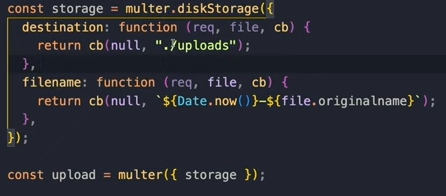 const storage = multer.diskStorage({
  destination: function (req, file, cb) {
    return cb(null, "./uploads");
  },
  filename: function (req, file, cb) {
    return cb(null, `${Date.now()}-${file.originalname}`);
  },
});
const upload = multer({ storage });